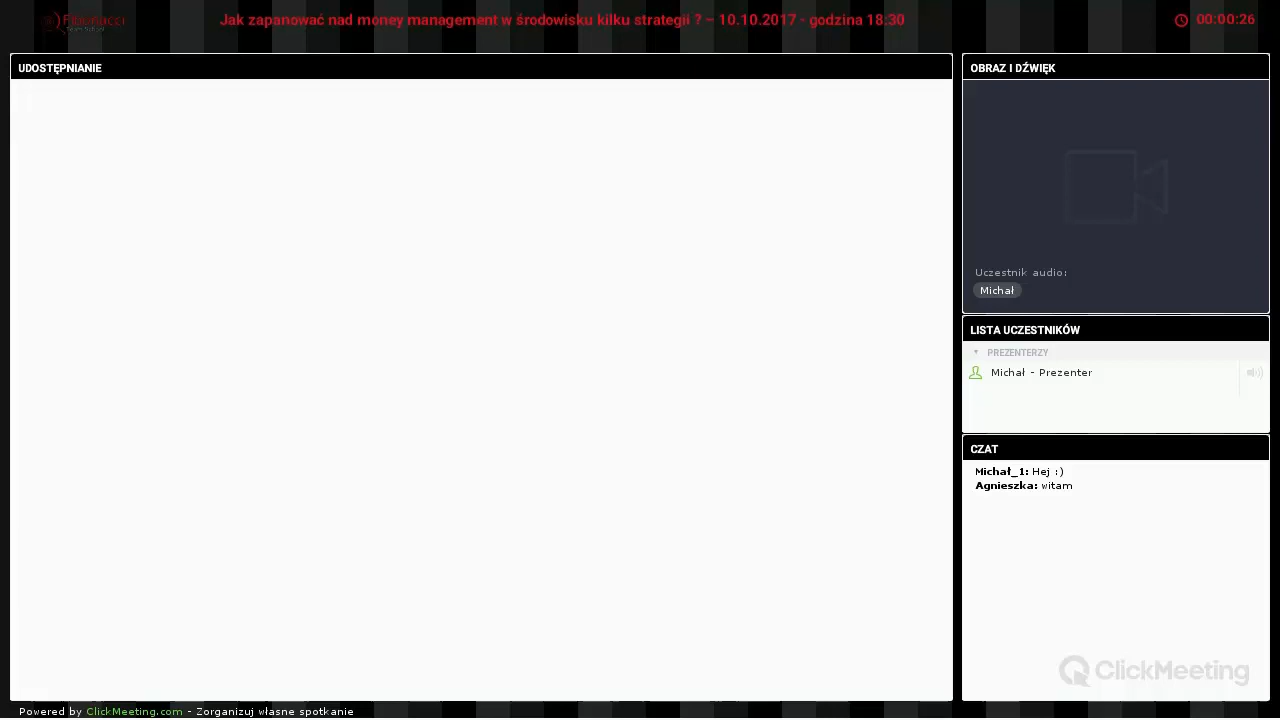 Fibonacci
Jak zapanować nad money management w środowisku kilku strategii ? – 10.10.2017 - godzina 18:30
00:00:26
UDOSTĘPNIANIE
OBRAZ I DŹWIĘK
Uczestnik audio:
Michał
LISTA UCZESTNIKÓW
PREZENTERZY
Michał - Prezenter
CZAT
Michał_1: Hej :)
Agnieszka: witam
ClickMeeting
Powered by ClickMeeting.com - Zorganizuj własne spotkanie